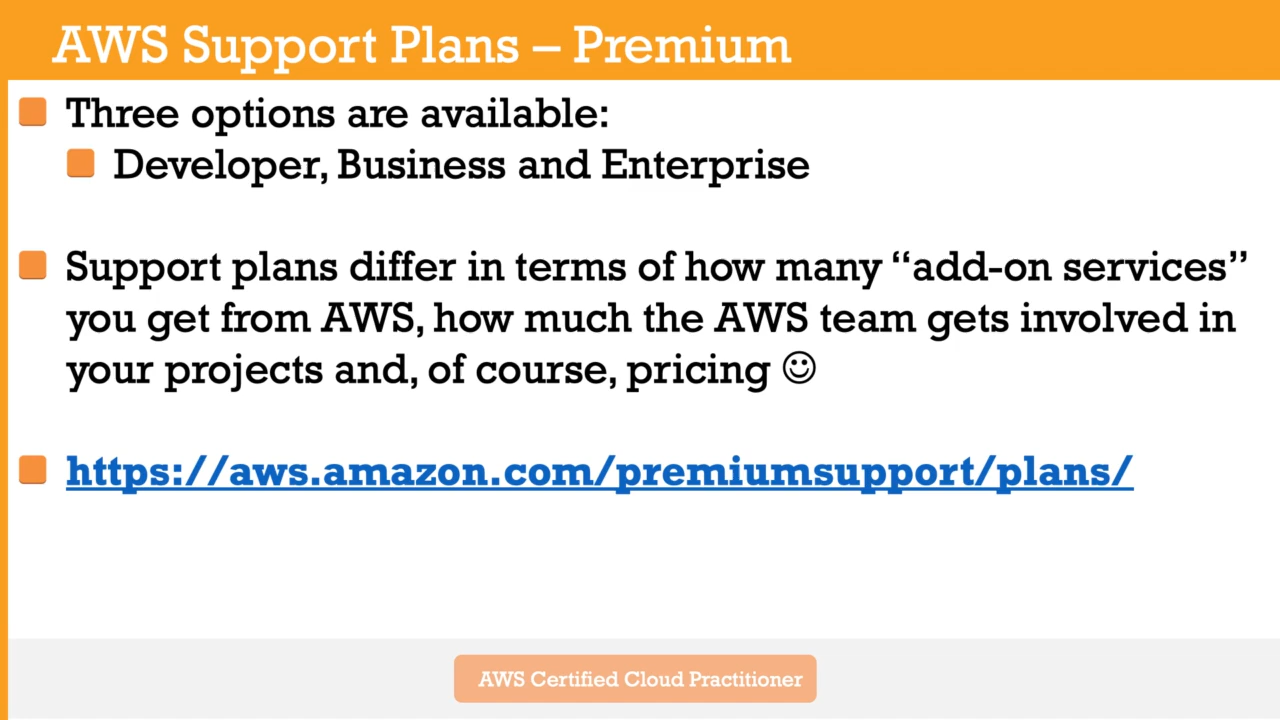 AWS Support Plans – Premium
Three options are available:
Developer, Business and Enterprise
Support plans differ in terms of how many “add-on services”
you get from AWS, how much the AWS team gets involved in
your projects and, of course, pricing ☺
https://aws.amazon.com/premiumsupport/plans/
AWS Certified Cloud Practitioner